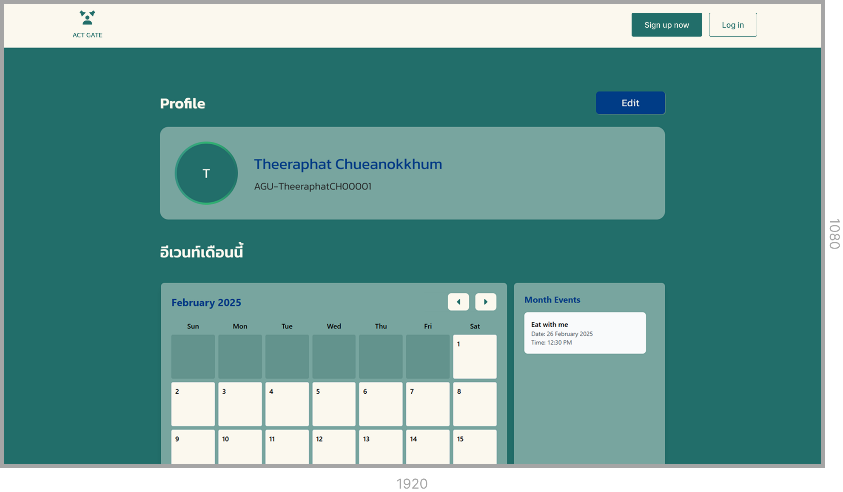 ACT GATE
Sign up now
Log in
Profile
Edit
T
Theeraphat Chueanokkhum
AGU-TheeraphatCH00001
อีเวนท์เดือนนี้
February 2025
Sun Mon Tue Wed Thu Fri Sat
1
2 3 4 5 6 7 8
9 10 11 12 13 14 15
Month Events
Eat with me
Date: 26 February 2025
Time: 12:30 PM
1080
1920